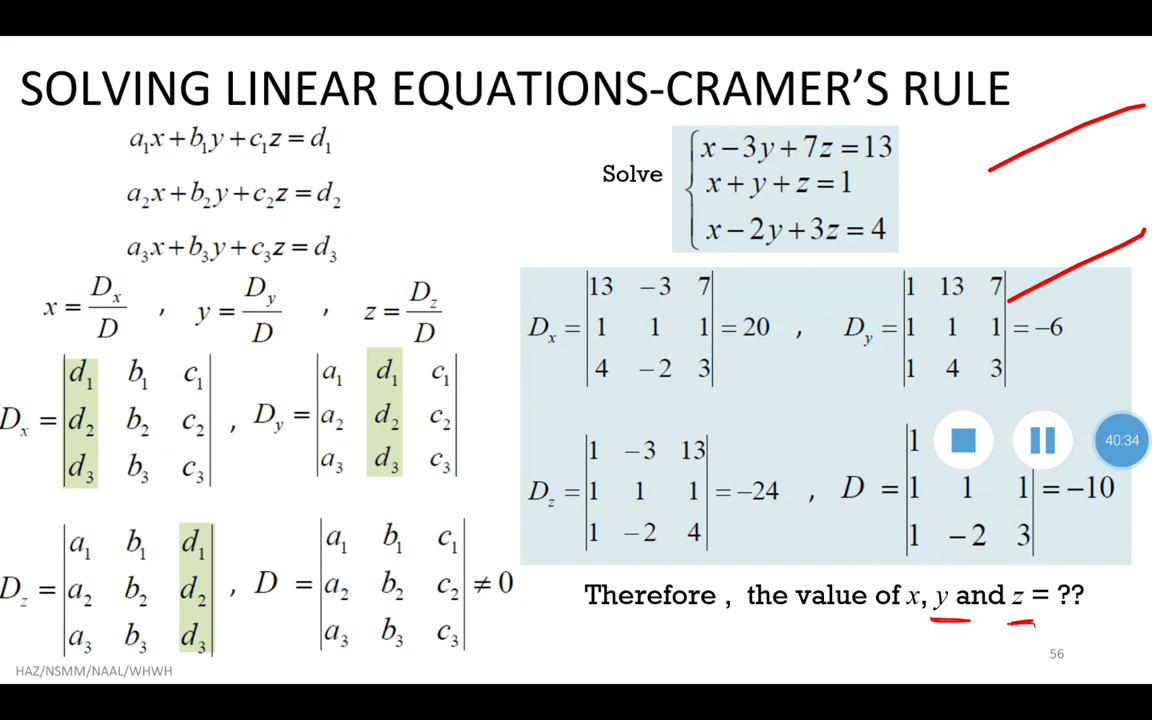 SOLVING LINEAR EQUATIONS-CRAMER'S RULE
a₁x + b₁y + c₁z = d₁
a₂x + b₂y + c₂z = d₂
a₃x + b₃y + c₃z = d₃
x = Dₓ/D , y = D_y/D , z = D_z/D
Dₓ = |d₁ b₁ c₁|
|d₂ b₂ c₂|
|d₃ b₃ c₃| ,
D_y = |a₁ d₁ c₁|
|a₂ d₂ c₂|
|a₃ d₃ c₃|
D_z = |a₁ b₁ d₁|
|a₂ b₂ d₂|
|a₃ b₃ d₃| ,
D = |a₁ b₁ c₁|
|a₂ b₂ c₂| ≠ 0
|a₃ b₃ c₃|
Solve
x − 3y + 7z = 13
x + y + z = 1
x − 2y + 3z = 4
Dₓ = |13 −3 7|
|1 1 1| = 20 ,
|4 −2 3|
D_y = |1 13 7|
|1 1 1| = −6
|1 4 3|
D_z = |1 −3 13|
|1 1 1| = −24 ,
|1 −2 4|
D = |1
|1 1 1| = −10
|1 −2 3|
40:34
Therefore , the value of x, y and z = ??
HAZ/NSMM/NAAL/WHWH
56